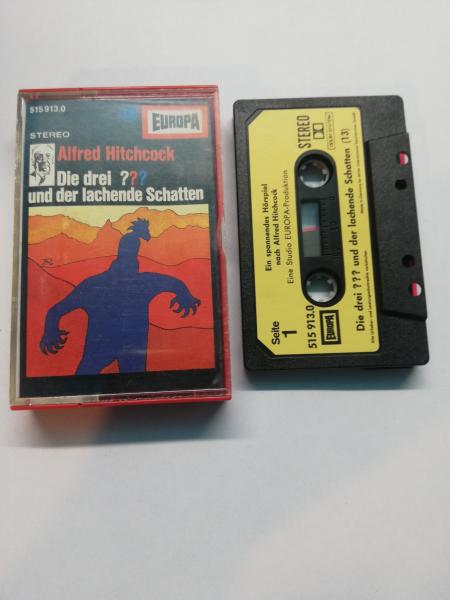 515 913.0
EUROPA
STEREO
Alfred Hitchcock
Die drei ???
und der lachende Schatten
STEREO
Ein spannendes Hörspiel
nach Alfred Hitchcock
Eine Studio EUROPA-Produktion
Seite
1
515 913.0
EUROPA
Die drei ??? und der lachende Schatten (13)